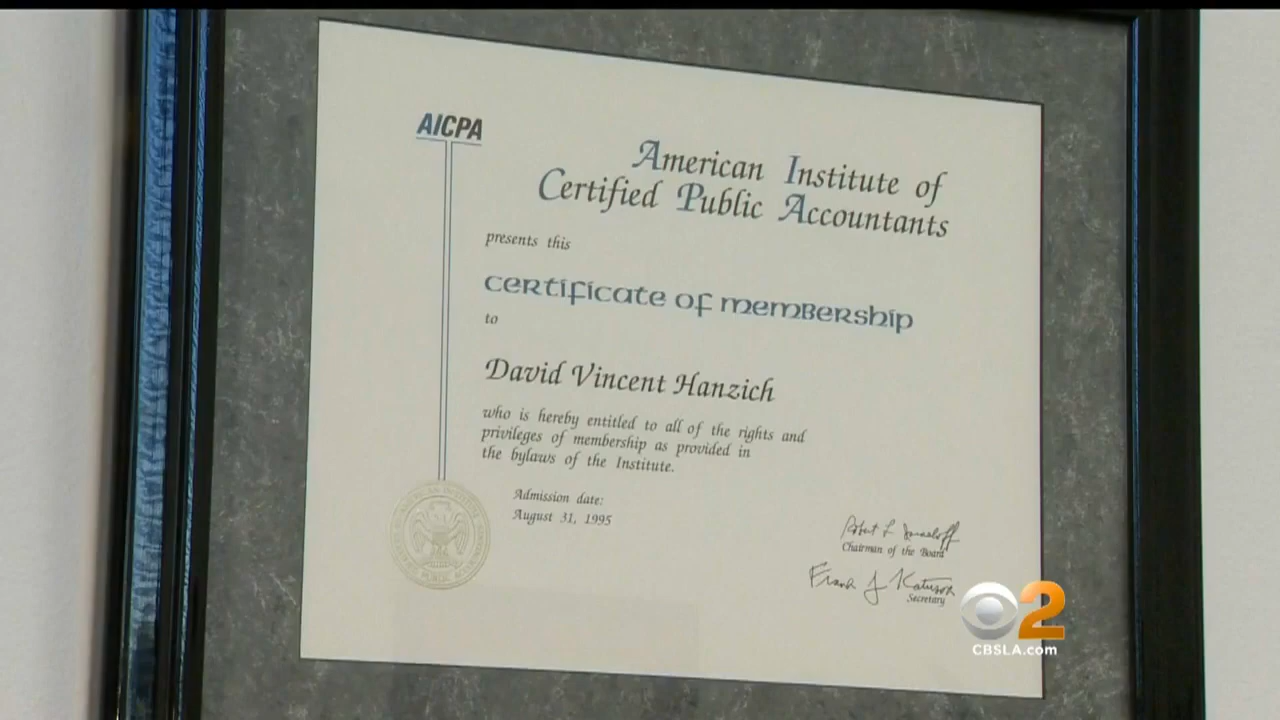 AICPA
American Institute of
Certified Public Accountants
presents this
certificate of membership
to
David Vincent Hanzich
who is hereby entitled to all of the rights and
privileges of membership as provided in
the bylaws of the Institute.
Admission date:
August 31, 1995
Robert L
Chairman of the Board
Frank J
Secretary
2
CBSLA.com